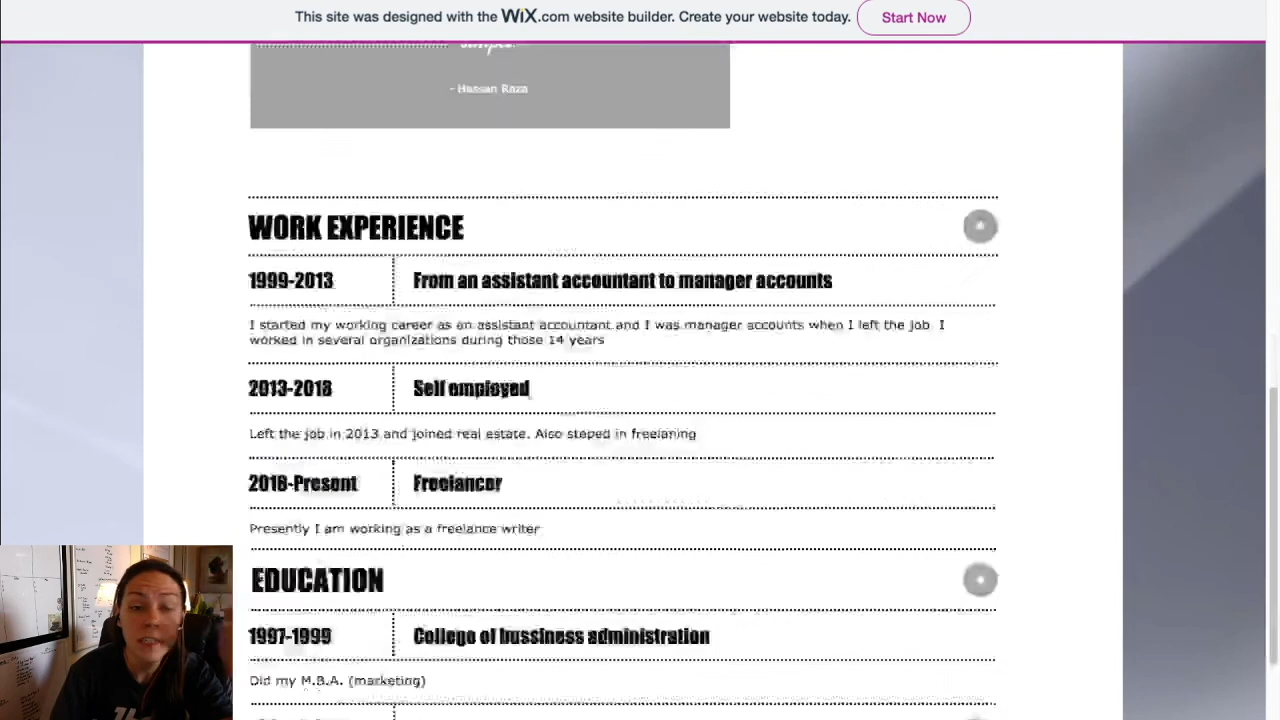 This site was designed with the WiX.com website builder. Create your website today. Start Now
simple.
- Hassan Raza
WORK EXPERIENCE
1999-2013 From an assistant accountant to manager accounts
I started my working career as an assistant accountant and I was manager accounts when I left the job I
worked in several organizations during those 14 years
2013-2018 Self employed
Left the job in 2013 and joined real estate. Also steped in freelaning
2018-Present Freelancer
Presently I am working as a freelance writer
EDUCATION
1997-1999 College of bussiness administration
Did my M.B.A. (marketing)